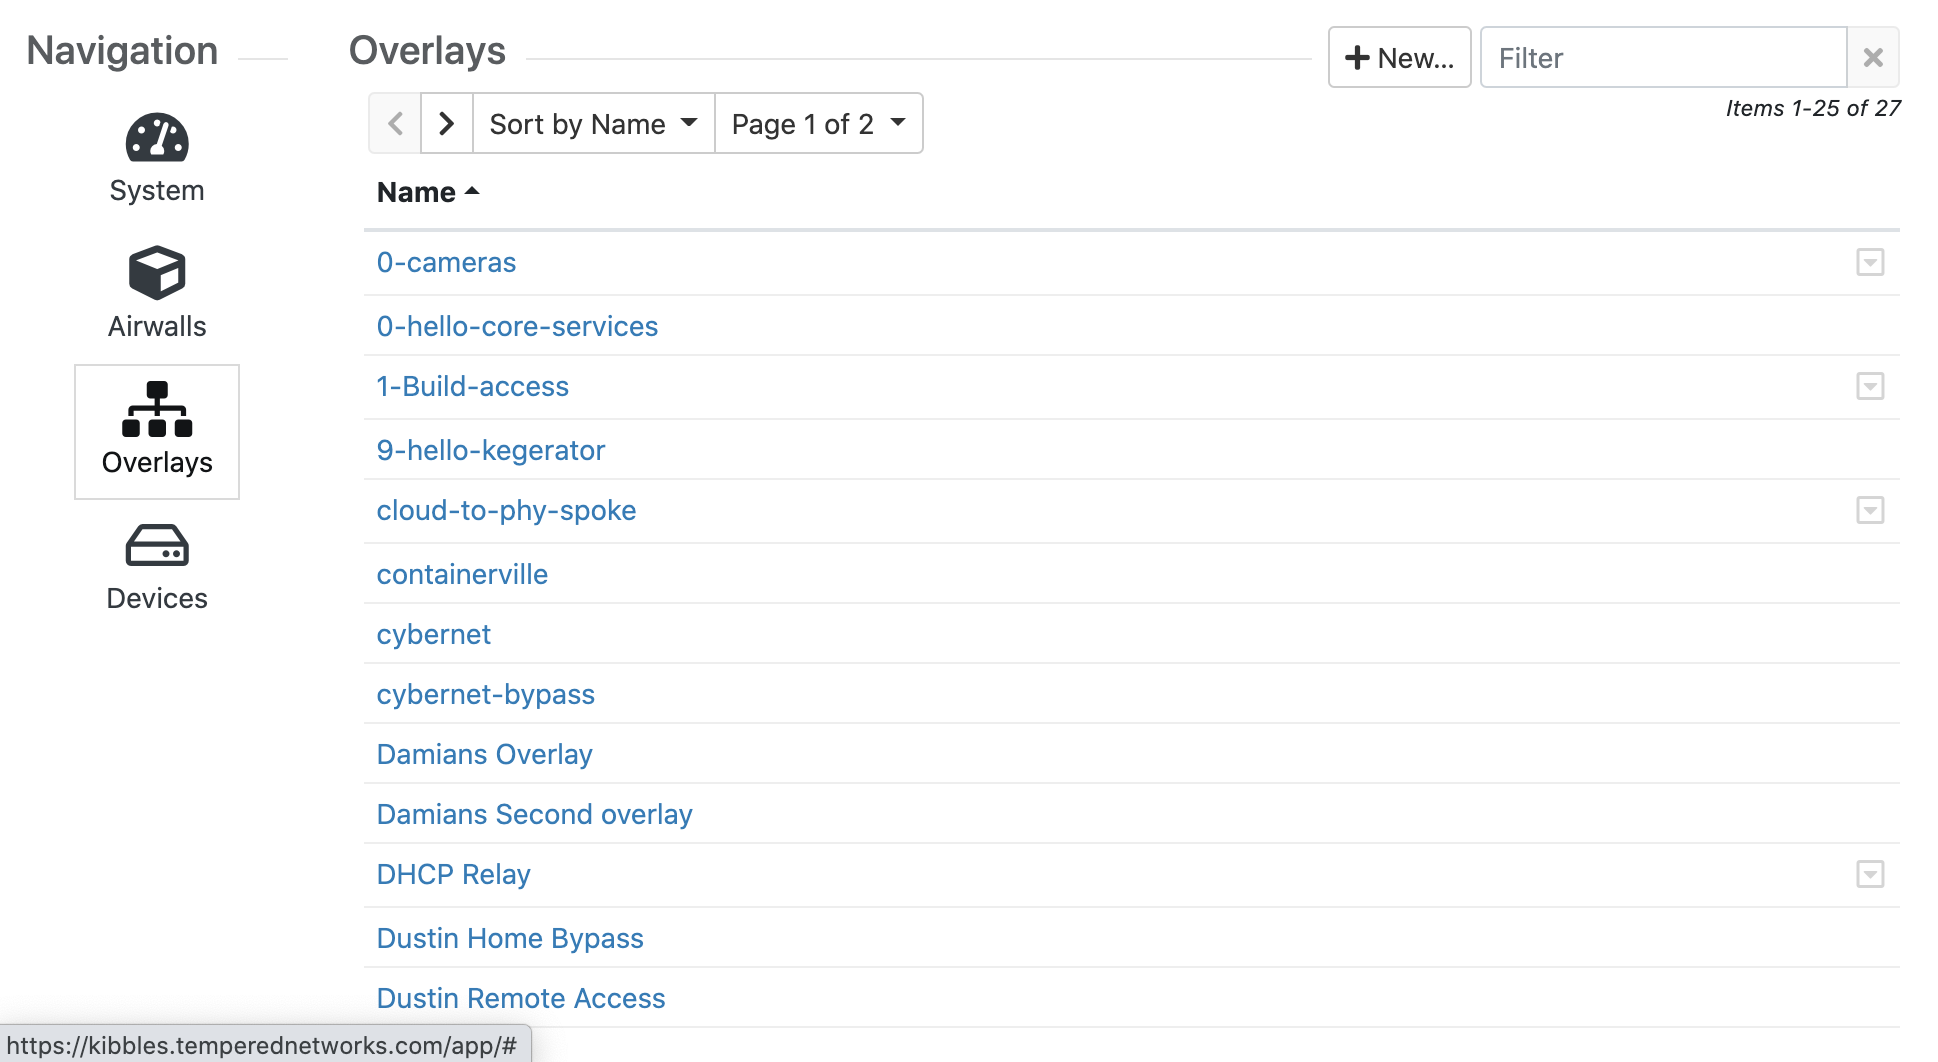 Navigation
System
Airwalls
Overlays
Devices
Overlays
New...
Filter
Items 1-25 of 27
Sort by Name
Page 1 of 2
Name
0-cameras
0-hello-core-services
1-Build-access
9-hello-kegerator
cloud-to-phy-spoke
containerville
cybernet
cybernet-bypass
Damians Overlay
Damians Second overlay
DHCP Relay
Dustin Home Bypass
Dustin Remote Access
https://kibbles.temperednetworks.com/app/#